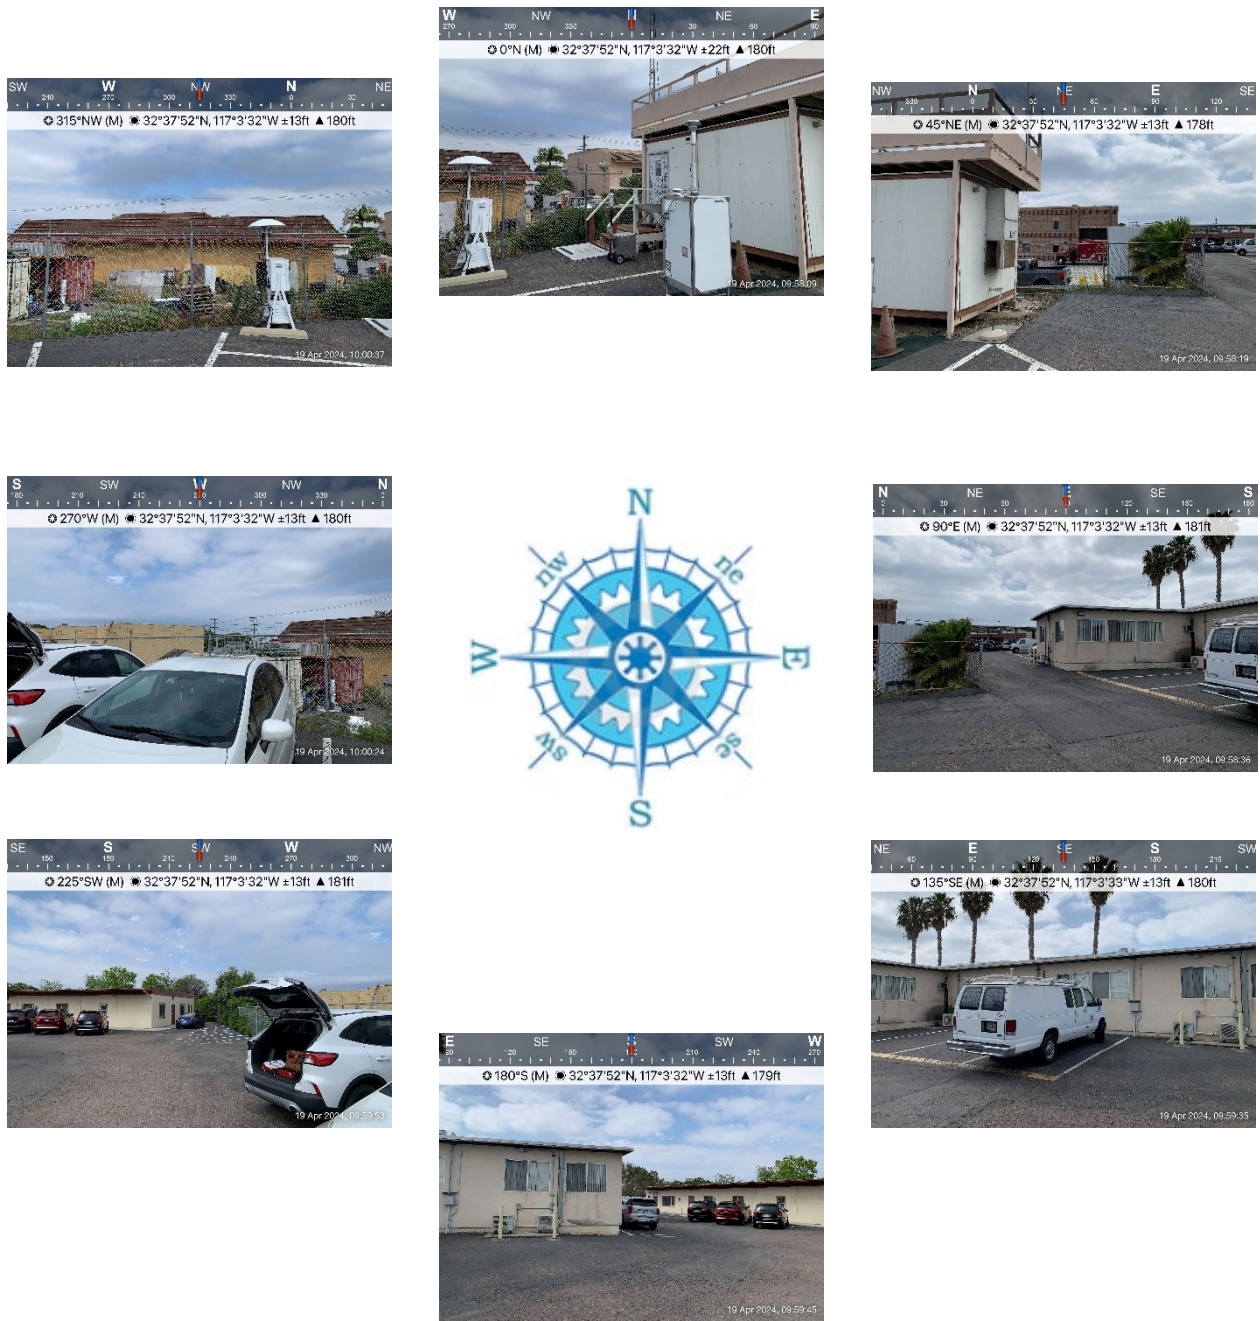 W NW N NE E
270 300 330 30 60 90
0°N (M) 32°37'52"N, 117°3'32"W ±22ft ▲ 180ft
19 Apr 2024, 09:58:09
SW W NW N NE
240 270 300 330 0 30
315°NW (M) 32°37'52"N, 117°3'32"W ±13ft ▲ 180ft
19 Apr 2024, 10:00:37
NW N NE E SE
330 0 30 60 90 120
45°NE (M) 32°37'52"N, 117°3'32"W ±13ft ▲ 178ft
19 Apr 2024, 09:58:19
S SW W NW N
180 210 240 270 300 330 0
270°W (M) 32°37'52"N, 117°3'32"W ±13ft ▲ 180ft
19 Apr 2024, 10:00:24
N
nw ne
W E
sw se
S
N NE E SE S
0 30 120 150 180
90°E (M) 32°37'52"N, 117°3'32"W ±13ft ▲ 181ft
19 Apr 2024, 09:58:36
SE S SW W NW
150 180 210 240 270 300
225°SW (M) 32°37'52"N, 117°3'32"W ±13ft ▲ 181ft
19 Apr 2024, 09:59:53
NE E SE S SW
60 90 120 150 180 210
135°SE (M) 32°37'52"N, 117°3'33"W ±13ft ▲ 180ft
19 Apr 2024, 09:59:35
E SE SW W
90 120 150 180 210 240 270
180°S (M) 32°37'52"N, 117°3'32"W ±13ft ▲ 179ft
19 Apr 2024, 09:59:45